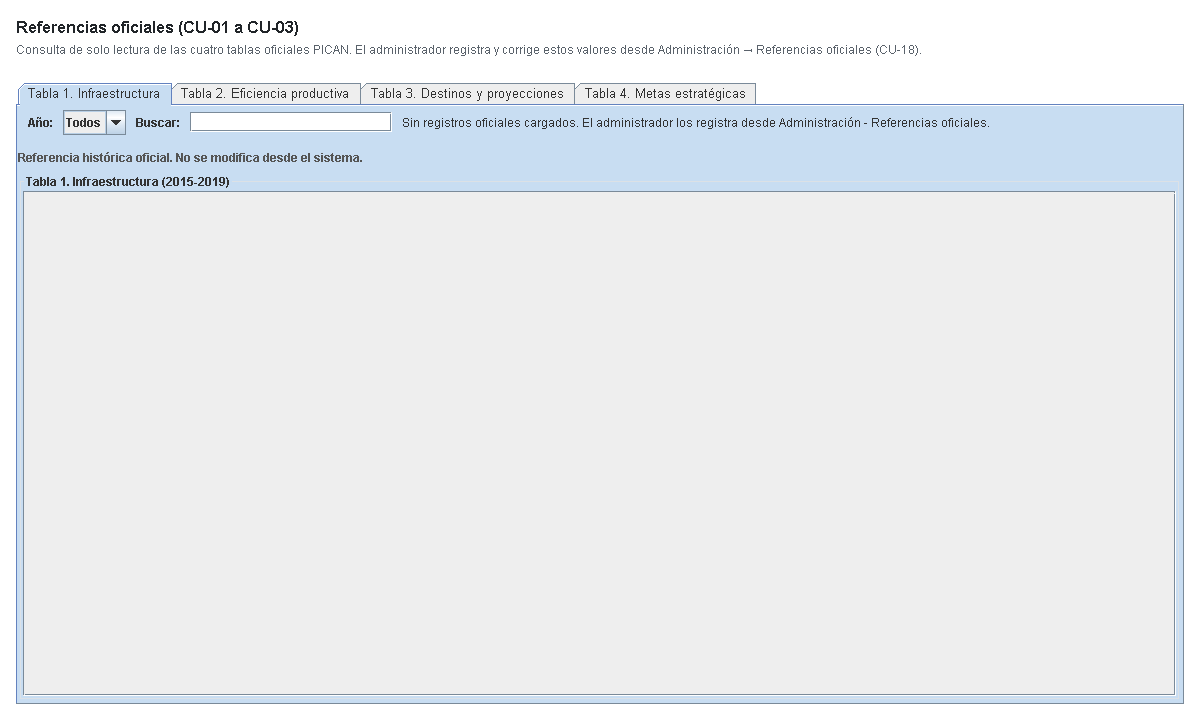 Referencias oficiales (CU-01 a CU-03)
Consulta de solo lectura de las cuatro tablas oficiales PICAN. El administrador registra y corrige estos valores desde Administración → Referencias oficiales (CU-18).
Tabla 1. Infraestructura Tabla 2. Eficiencia productiva Tabla 3. Destinos y proyecciones Tabla 4. Metas estratégicas
Año: Todos Buscar: Sin registros oficiales cargados. El administrador los registra desde Administración - Referencias oficiales.
Referencia histórica oficial. No se modifica desde el sistema.
Tabla 1. Infraestructura (2015-2019)